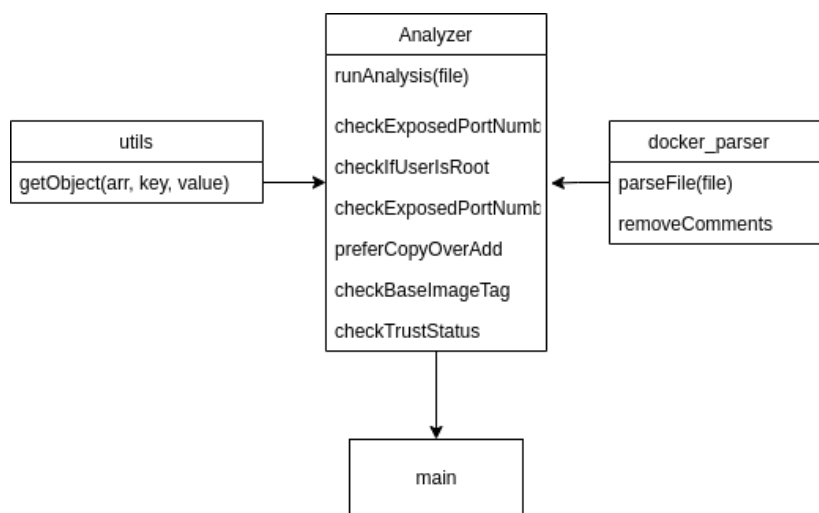 Analyzer
runAnalysis(file)
checkExposedPortNumb
checkIfUserIsRoot
checkExposedPortNumb
preferCopyOverAdd
checkBaseImageTag
checkTrustStatus
utils
getObject(arr, key, value)
docker_parser
parseFile(file)
removeComments
main